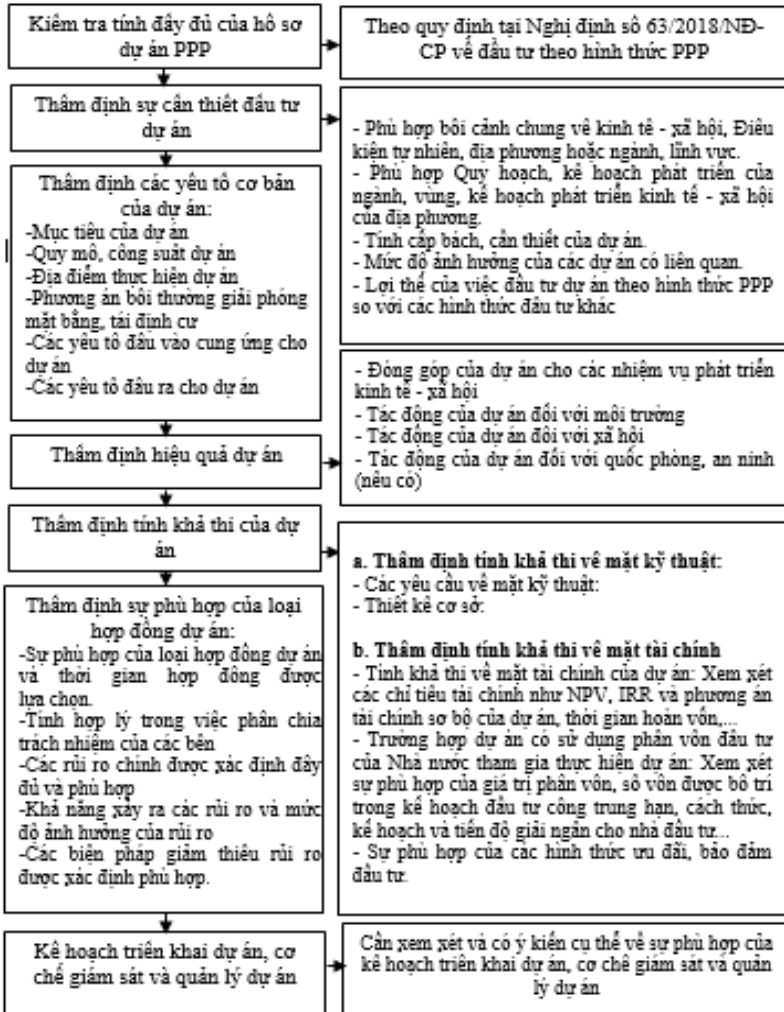 Kiểm tra tính đầy đủ của hồ sơ
dự án PPP
Theo quy định tại Nghị định số 63/2018/NĐ-
CP về đầu tư theo hình thức PPP
Thẩm định sự cần thiết đầu tư
dự án
- Phù hợp bối cảnh chung về kinh tế - xã hội, Điều
kiện tự nhiên, địa phương hoặc ngành, lĩnh vực.
- Phù hợp Quy hoạch, kế hoạch phát triển của
ngành, vùng, kế hoạch phát triển kinh tế - xã hội
của địa phương.
- Tính cấp bách, cần thiết của dự án.
- Mức độ ảnh hưởng của các dự án có liên quan.
- Lợi thế của việc đầu tư dự án theo hình thức PPP
so với các hình thức đầu tư khác
Thẩm định các yếu tố cơ bản
của dự án:
-Mục tiêu của dự án
-Quy mô, công suất dự án
-Địa điểm thực hiện dự án
-Phương án bồi thường giải phóng
mặt bằng, tái định cư
-Các yếu tố đầu vào cung ứng cho
dự án
-Các yếu tố đầu ra cho dự án
Thẩm định hiệu quả dự án
- Đóng góp của dự án cho các nhiệm vụ phát triển
kinh tế - xã hội
- Tác động của dự án đối với môi trường
- Tác động của dự án đối với xã hội
- Tác động của dự án đối với quốc phòng, an ninh
(nếu có)
Thẩm định tính khả thi của dự
án
a. Thẩm định tính khả thi về mặt kỹ thuật:
- Các yêu cầu về mặt kỹ thuật:
- Thiết kế cơ sở:
b. Thẩm định tính khả thi về mặt tài chính
- Tính khả thi về mặt tài chính của dự án: Xem xét
các chỉ tiêu tài chính như NPV, IRR và phương án
tài chính sơ bộ của dự án, thời gian hoàn vốn,...
- Trường hợp dự án có sử dụng phần vốn đầu tư
của Nhà nước tham gia thực hiện dự án: Xem xét
sự phù hợp của giá trị phần vốn, số vốn được bố trí
trong kế hoạch đầu tư công trung hạn, cách thức,
kế hoạch và tiến độ giải ngân cho nhà đầu tư...
- Sự phù hợp của các hình thức ưu đãi, bảo đảm
đầu tư.
Thẩm định sự phù hợp của loại
hợp đồng dự án:
-Sự phù hợp của loại hợp đồng dự án
và thời gian hợp đồng được
lựa chọn.
-Tính hợp lý trong việc phân chia
trách nhiệm của các bên
-Các rủi ro chính được xác định đầy
đủ và phù hợp
-Khả năng xảy ra các rủi ro và mức
độ ảnh hưởng của rủi ro
-Các biện pháp giảm thiểu rủi ro
được xác định phù hợp.
Kế hoạch triển khai dự án, cơ
chế giám sát và quản lý dự án
Cần xem xét và có ý kiến cụ thể về sự phù hợp của
kế hoạch triển khai dự án, cơ chế giám sát và quản
lý dự án